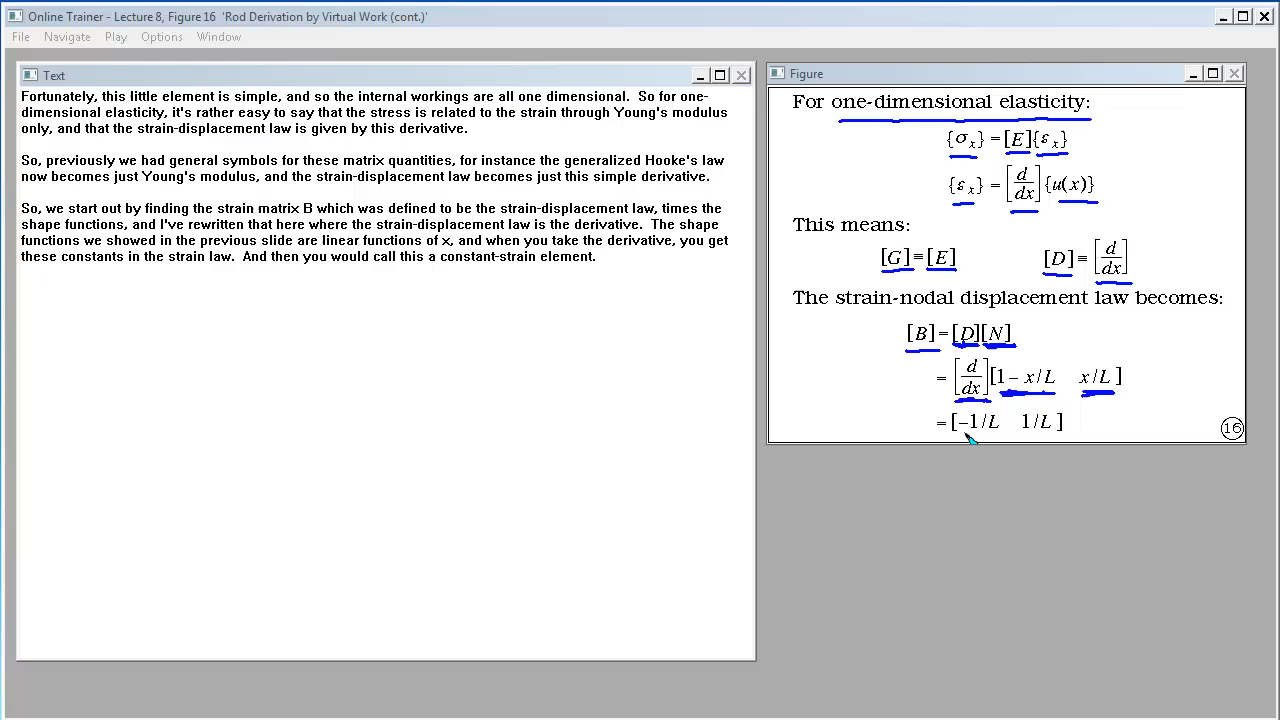 Online Trainer - Lecture 8, Figure 16 'Rod Derivation by Virtual Work (cont.)'
File Navigate Play Options Window
Text
Fortunately, this little element is simple, and so the internal workings are all one dimensional. So for one-
dimensional elasticity, it's rather easy to say that the stress is related to the strain through Young's modulus
only, and that the strain-displacement law is given by this derivative.
So, previously we had general symbols for these matrix quantities, for instance the generalized Hooke's law
now becomes just Young's modulus, and the strain-displacement law becomes just this simple derivative.
So, we start out by finding the strain matrix B which was defined to be the strain-displacement law, times the
shape functions, and I've rewritten that here where the strain-displacement law is the derivative. The shape
functions we showed in the previous slide are linear functions of x, and when you take the derivative, you get
these constants in the strain law. And then you would call this a constant-strain element.
Figure
For one-dimensional elasticity:
{σx} = [E]{εx}
{εx} = [d/dx]{u(x)}
This means:
[G] ≡ [E] [D] ≡ [d/dx]
The strain-nodal displacement law becomes:
[B] = [D][N]
= [d/dx][1 – x/L x/L]
= [–1/L 1/L]
16